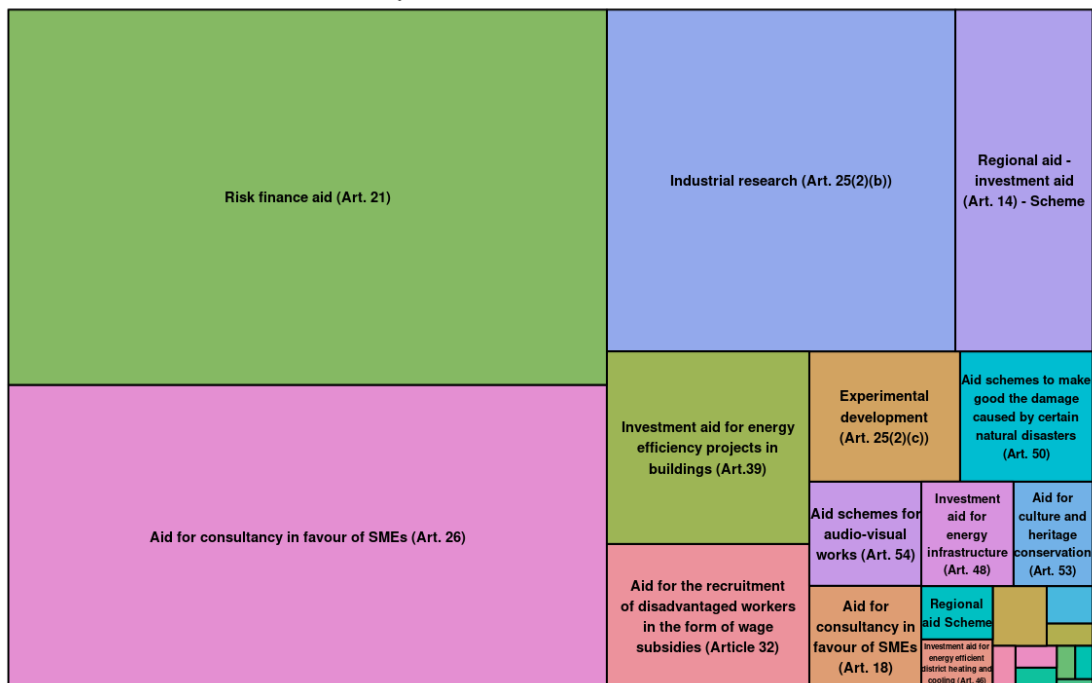 Risk finance aid (Art. 21)
Industrial research (Art. 25(2)(b))
Regional aid -
investment aid
(Art. 14) - Scheme
Aid for consultancy in favour of SMEs (Art. 26)
Investment aid for energy
efficiency projects in
buildings (Art.39)
Experimental
development
(Art. 25(2)(c))
Aid schemes to make
good the damage
caused by certain
natural disasters
(Art. 50)
Aid for the recruitment
of disadvantaged workers
in the form of wage
subsidies (Article 32)
Aid schemes for
audio-visual
works (Art. 54)
Investment
aid for
energy
infrastructure
(Art. 48)
Aid for
culture and
heritage
conservation
(Art. 53)
Aid for
consultancy in
favour of SMEs
(Art. 18)
Regional
aid Scheme
Investment aid for
energy efficient
district heating and
cooling (Art. 46)